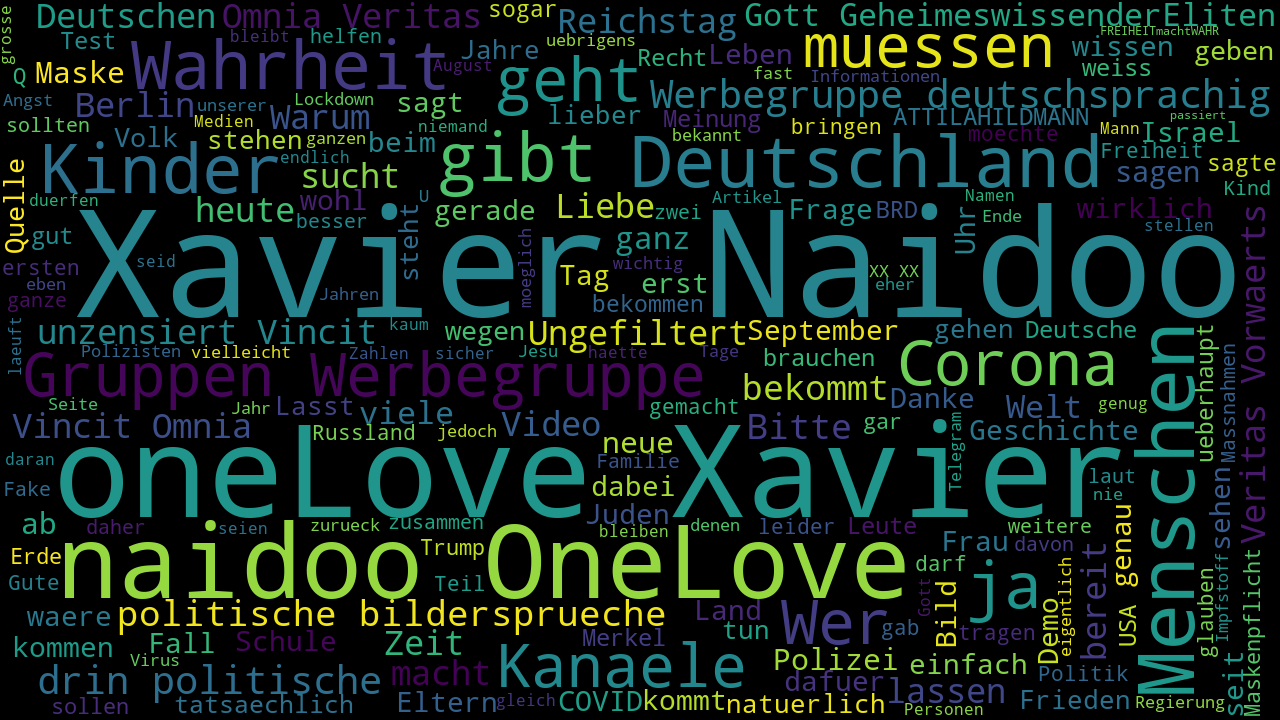 grosse Deutschen Omnia Veritas sogar Reichstag Gott GeheimeswissenderEliten
Test bleibt helfen uebrigens FREIHEITmachtWAHR
Q Maske Wahrheit Jahre August geht Recht Leben muessen wissen geben
fast Informationen weiss
Angst Berlin unserer Lockdown sagt Werbegruppe deutschsprachig
sollten Medien Warum lieber Meinung ATTILAHILDMANN passiert
Volk stehen ganzen beim niemand bekannt bringen moechte Mann Israel
Quelle Kinder endlich gibt Deutschland Freiheit sagte
sucht sagen Kind
duerfen heute wohl U gerade Liebe zwei Artikel Frage BRD Namen wirklich
besser steht Uhr Ende stellen
gut Xavier Naidoo ganz
ersten seid moeglich Tag wichtig erst XX XX
eben Jahren eher
ganze bekommen
laeuft unzensiert Vincit kaum wegen Ungefiltert September gehen Deutsche
Polizisten vielleicht Zahlen sicher Jesu haette Tage brauchen Corona
Gruppen Werbegruppe bekommt Menschen ueberhaupt Massnahmen Veritas Vorwaerts
Seite Jahr Lasst viele gemacht Danke Welt genug
Vincit Omnia Russland jedoch Video neue Bitte gar Telegram Geschichte
daran oneLove Xavier Familie laut
Fake dabei nie sehen
ab daher seien zurueck zusammen Juden bleiben denen leider Leute weitere
Erde naidoo OneLove Trump Frau davon genau
Gute Teil darf Gott ja Demo eigentlich bereit USA glauben Impfstoff Maskenpflicht
waere politische bildersprueche Land Wer Bild
kommen Fall Schule Zeit Merkel tun gab tragen
Virus Kanaele Polizei einfach Politik
drin politische macht dafuer lassen seit
sollen tatsaechlich Eltern gleich COVID kommt natuerlich Personen Frieden Regierung